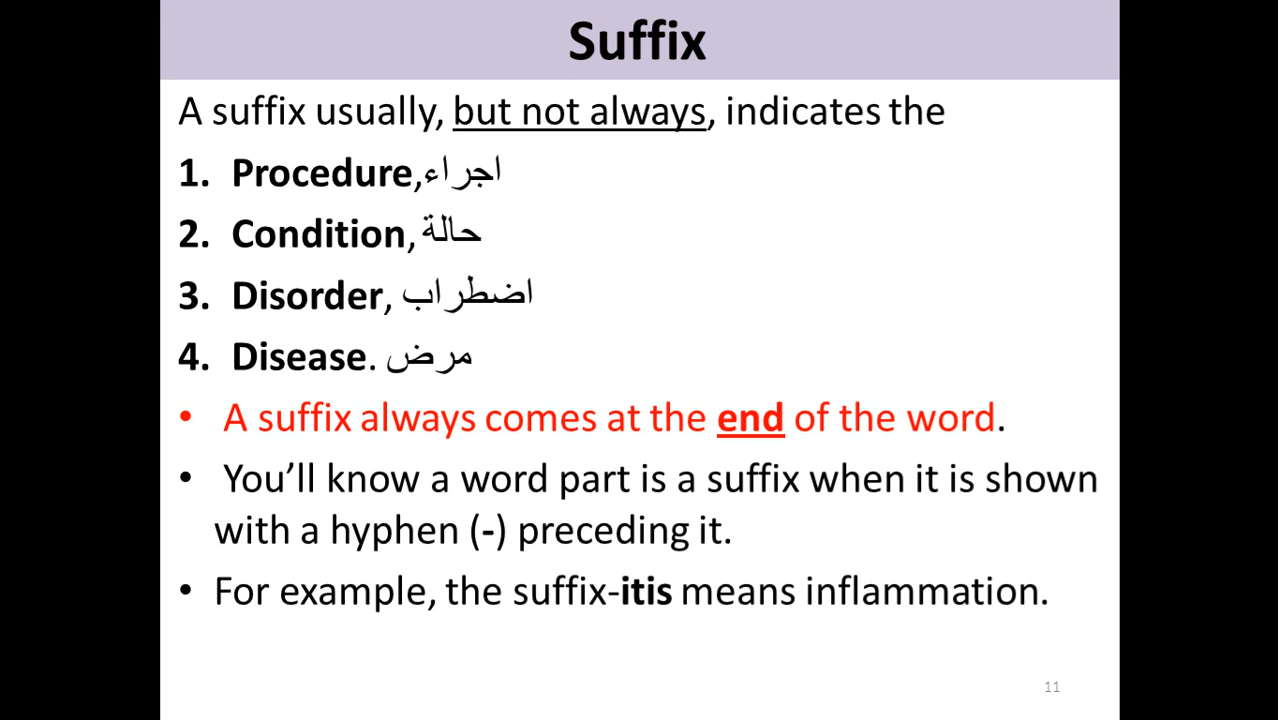 Suffix
A suffix usually, but not always, indicates the
1. Procedure,اجراء
2. Condition, حالة
3. Disorder, اضطراب
4. Disease. مرض
• A suffix always comes at the end of the word.
• You’ll know a word part is a suffix when it is shown
with a hyphen (-) preceding it.
• For example, the suffix-itis means inflammation.
11